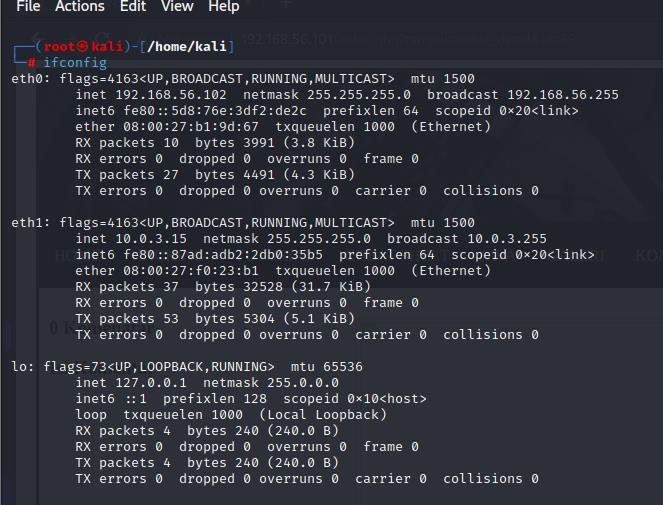 File Actions Edit View Help
(root㉿kali)-[/home/kali]
# ifconfig
eth0: flags=4163<UP,BROADCAST,RUNNING,MULTICAST>  mtu 1500
inet 192.168.56.102  netmask 255.255.255.0  broadcast 192.168.56.255
inet6 fe80::5d8:76e:3df2:de2c  prefixlen 64  scopeid 0×20<link>
ether 08:00:27:b1:9d:67  txqueuelen 1000  (Ethernet)
RX packets 10  bytes 3991 (3.8 KiB)
RX errors 0  dropped 0  overruns 0  frame 0
TX packets 27  bytes 4491 (4.3 KiB)
TX errors 0  dropped 0 overruns 0  carrier 0  collisions 0
eth1: flags=4163<UP,BROADCAST,RUNNING,MULTICAST>  mtu 1500
inet 10.0.3.15  netmask 255.255.255.0  broadcast 10.0.3.255
inet6 fe80::87ad:adb2:2db0:35b5  prefixlen 64  scopeid 0×20<link>
ether 08:00:27:f0:23:b1  txqueuelen 1000  (Ethernet)
RX packets 37  bytes 32528 (31.7 KiB)
RX errors 0  dropped 0  overruns 0  frame 0
TX packets 53  bytes 5304 (5.1 KiB)
TX errors 0  dropped 0 overruns 0  carrier 0  collisions 0
lo: flags=73<UP,LOOPBACK,RUNNING>  mtu 65536
inet 127.0.0.1  netmask 255.0.0.0
inet6 ::1  prefixlen 128  scopeid 0×10<host>
loop  txqueuelen 1000  (Local Loopback)
RX packets 4  bytes 240 (240.0 B)
RX errors 0  dropped 0  overruns 0  frame 0
TX packets 4  bytes 240 (240.0 B)
TX errors 0  dropped 0 overruns 0  carrier 0  collisions 0